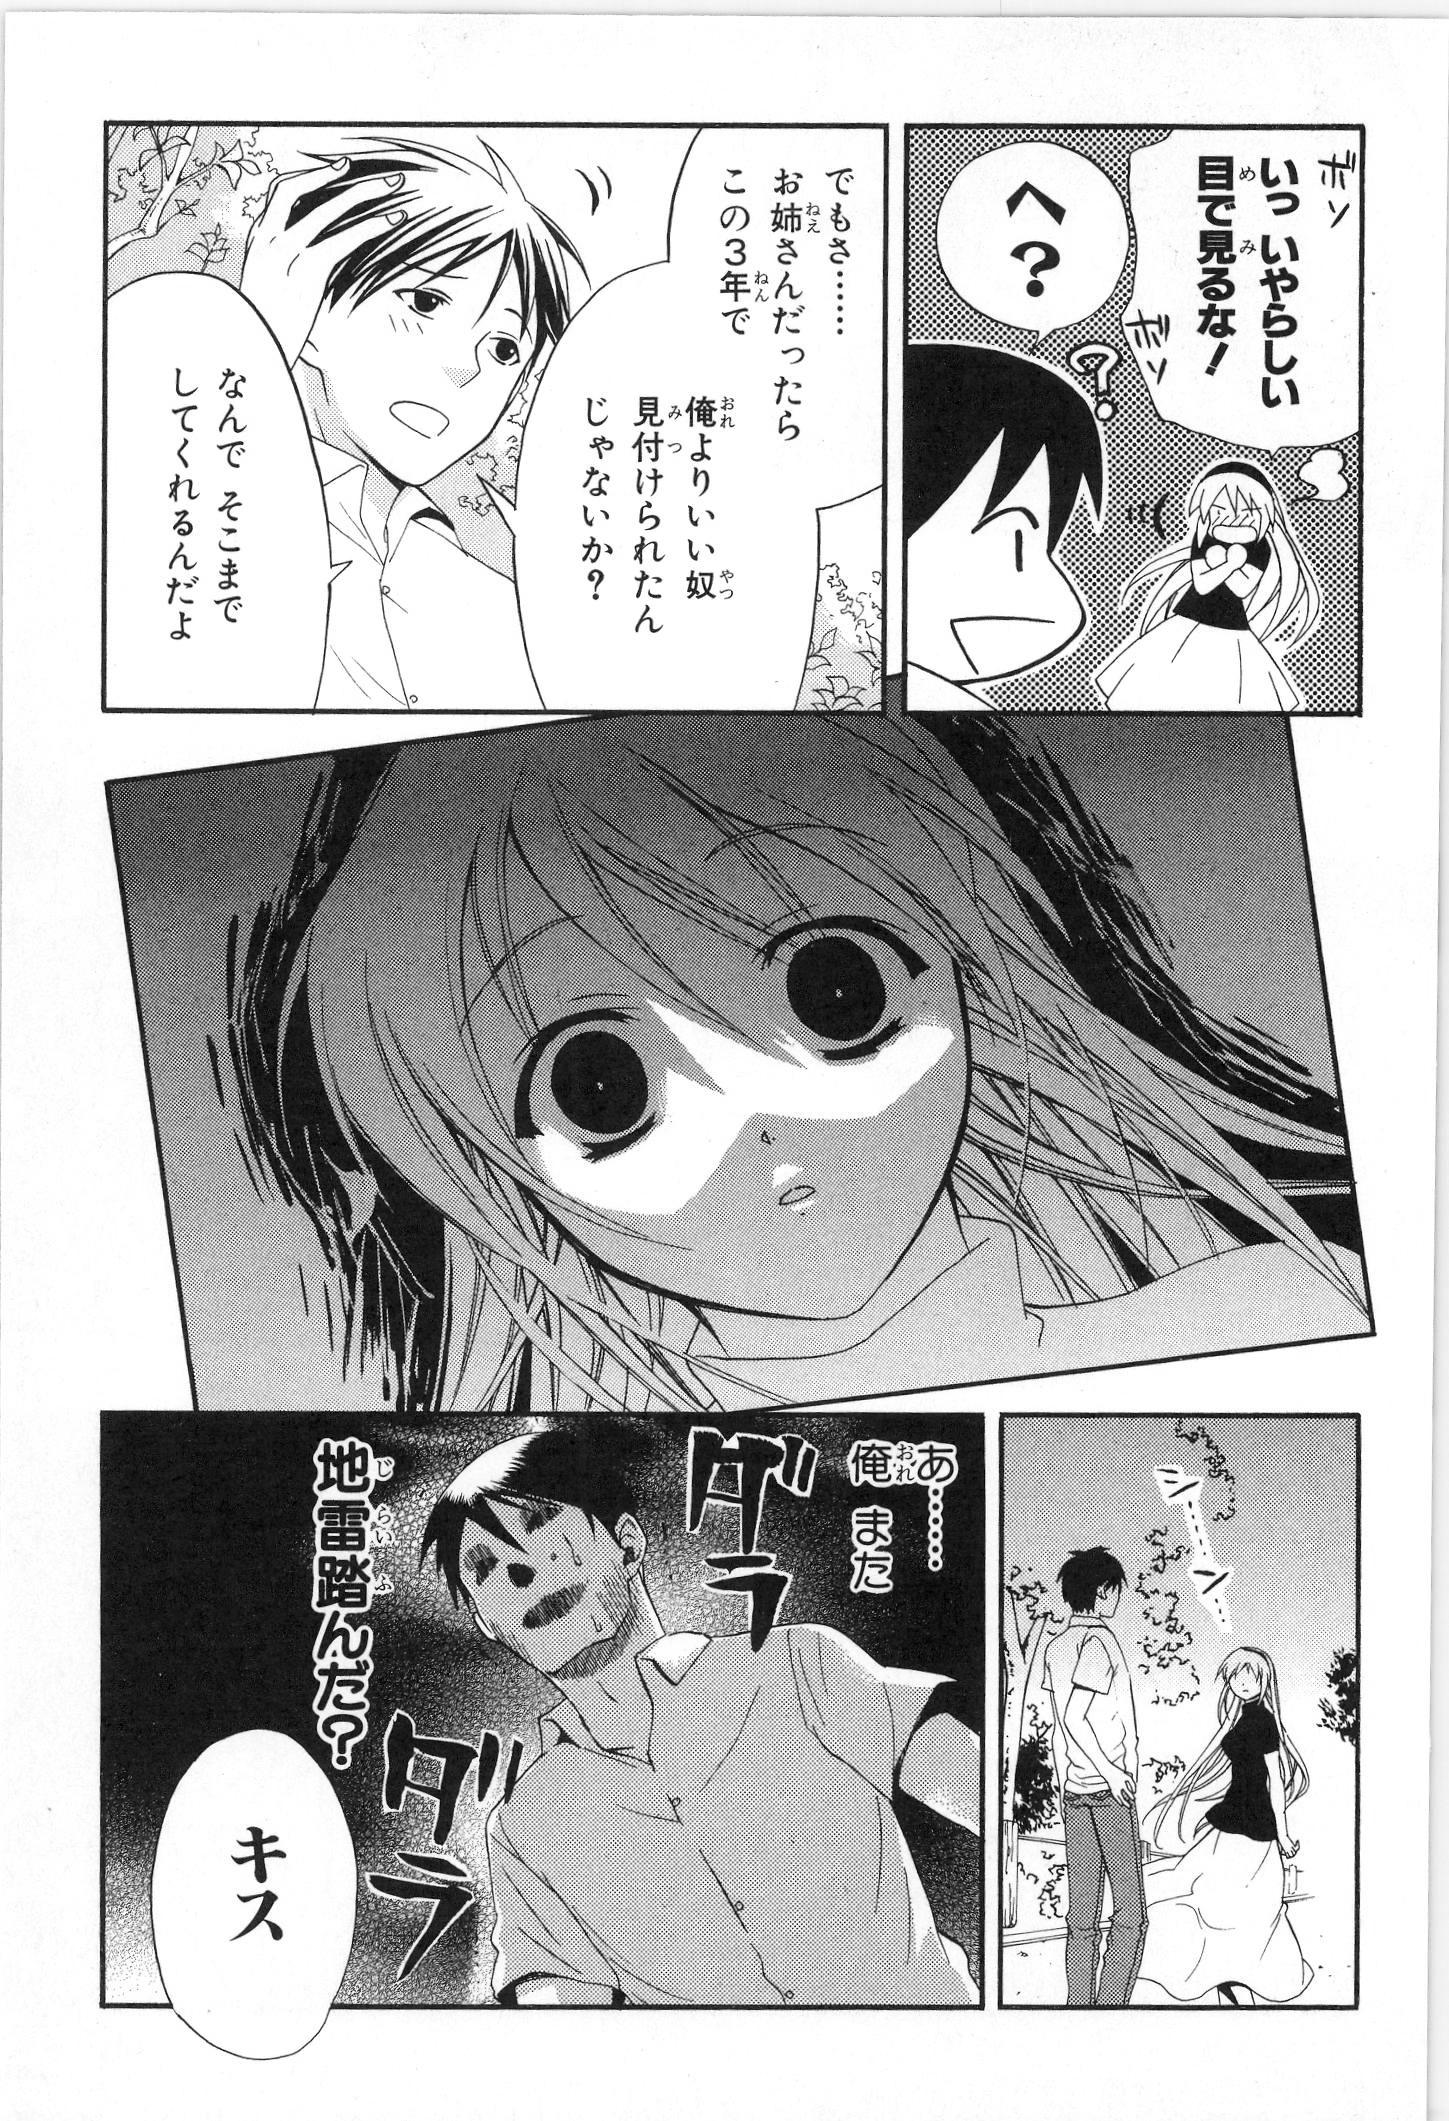 ボソ
いっ いやらしい
目で見るな!
ボソ
へ?
?
でもさ……
お姉さんだったら
この3年で
俺よりいい奴
見付けられたん
じゃないか?
なんで そこまで
してくれるんだよ
シーーン…
あ……
俺 また
地雷踏んだ?
ダラ
ダラ
キス